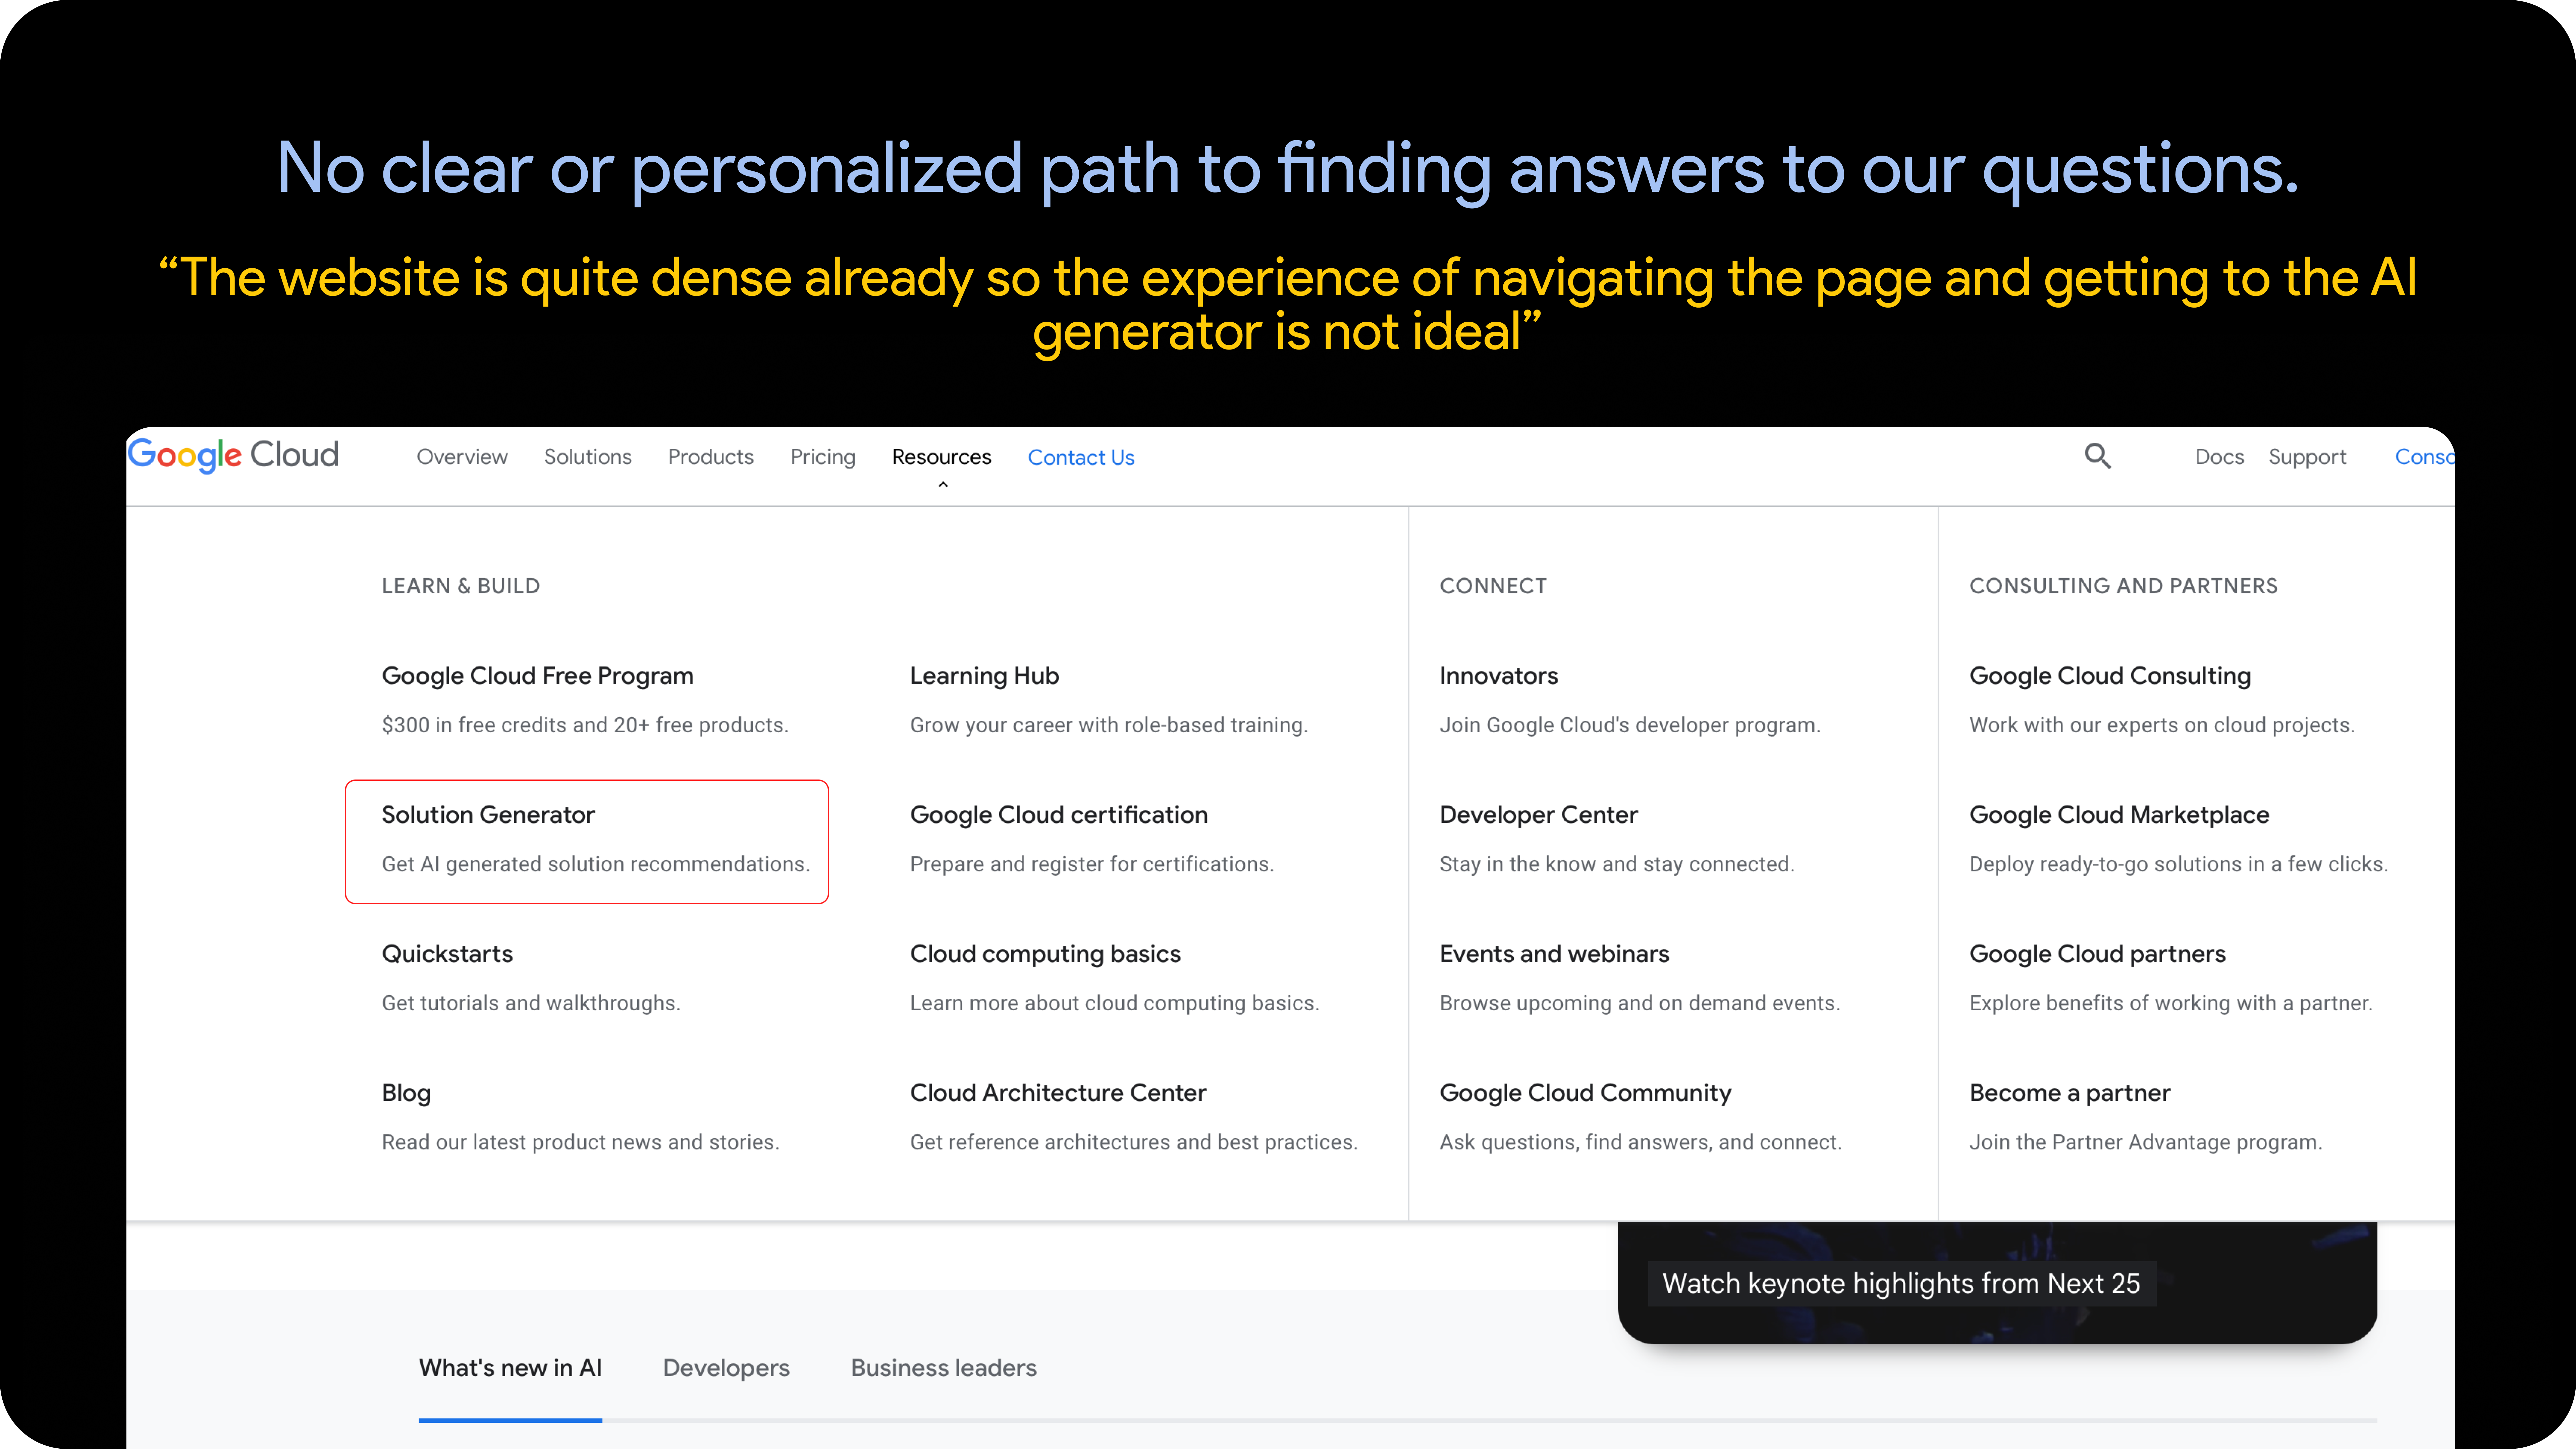 No clear or personalized path to finding answers to our questions.
“The website is quite dense already so the experience of navigating the page and getting to the AI
generator is not ideal”
Google Cloud
Overview
Solutions
Products
Pricing
Resources
Contact Us
Docs
Support
LEARN & BUILD
Google Cloud Free Program
$300 in free credits and 20+ free products.
Solution Generator
Get AI generated solution recommendations.
Quickstarts
Get tutorials and walkthroughs.
Blog
Read our latest product news and stories.
Learning Hub
Grow your career with role-based training.
Google Cloud certification
Prepare and register for certifications.
Cloud computing basics
Learn more about cloud computing basics.
Cloud Architecture Center
Get reference architectures and best practices.
CONNECT
Innovators
Join Google Cloud's developer program.
Developer Center
Stay in the know and stay connected.
Events and webinars
Browse upcoming and on demand events.
Google Cloud Community
Ask questions, find answers, and connect.
CONSULTING AND PARTNERS
Google Cloud Consulting
Work with our experts on cloud projects.
Google Cloud Marketplace
Deploy ready-to-go solutions in a few clicks.
Google Cloud partners
Explore benefits of working with a partner.
Become a partner
Join the Partner Advantage program.
Watch keynote highlights from Next 25
What's new in AI
Developers
Business leaders